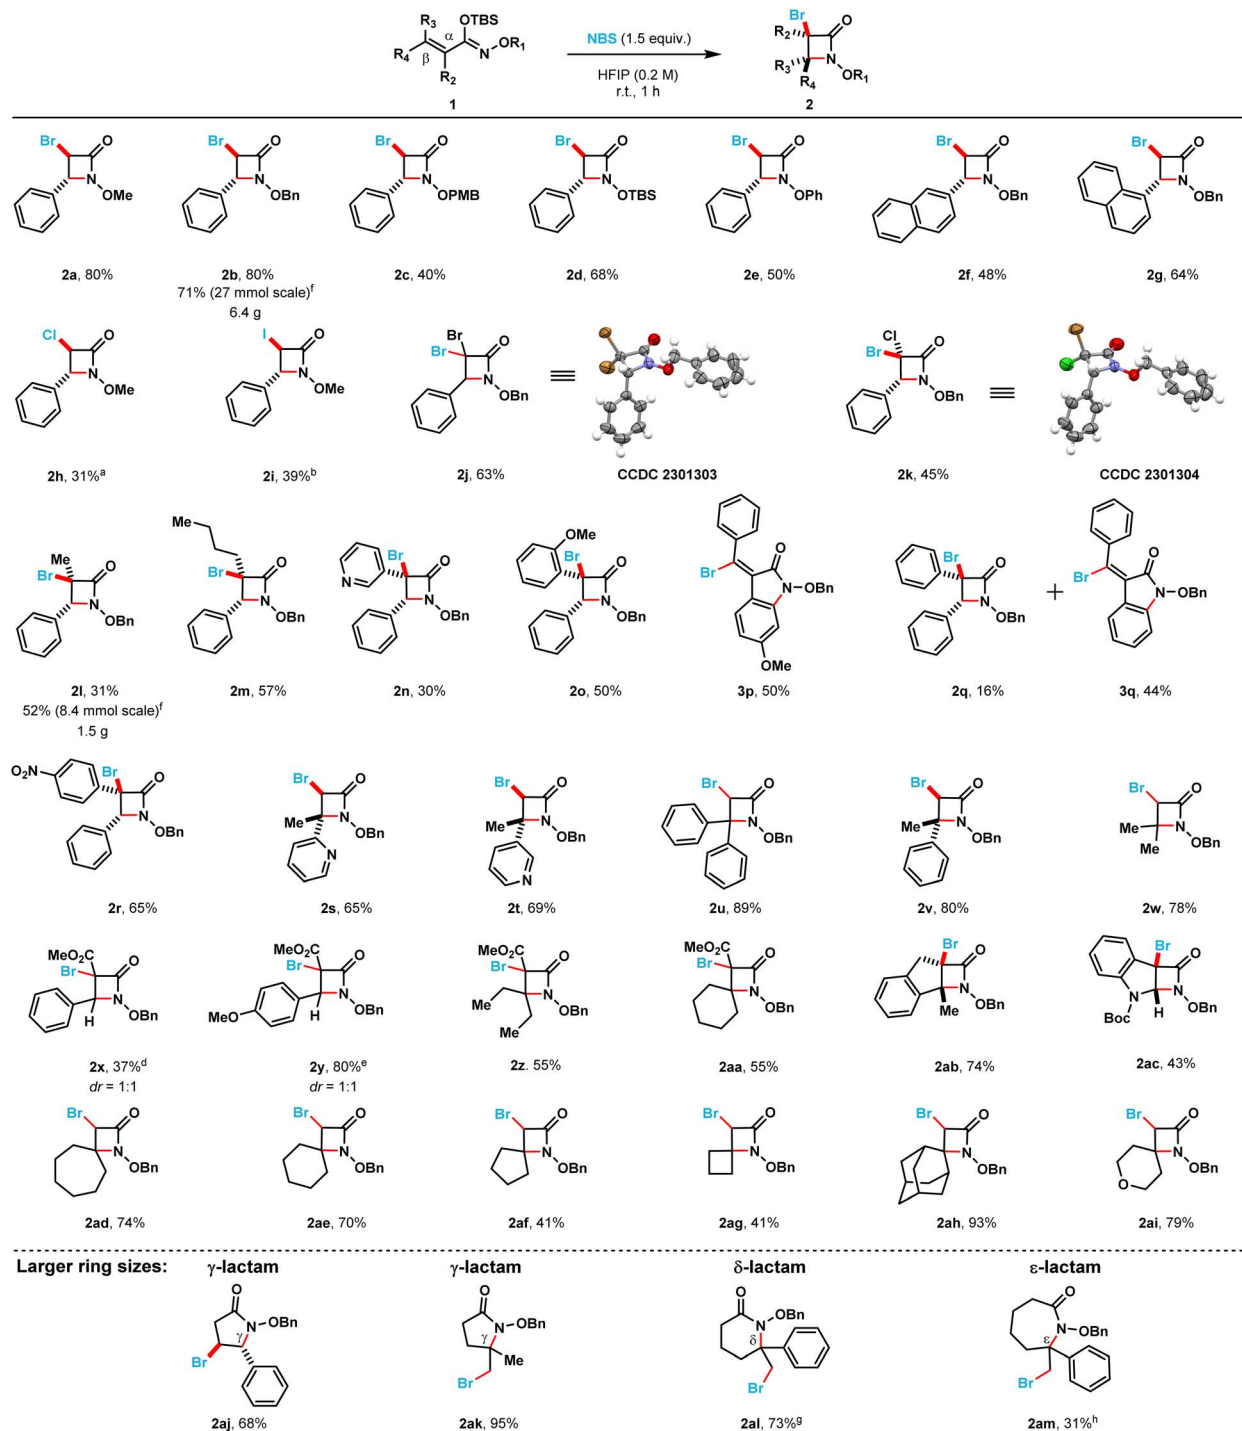 R3
OTBS
α
R4
β
N
OR1
R2
1
NBS (1.5 equiv.)
HFIP (0.2 M)
r.t., 1 h
Br
O
R2
R3
N
R4
OR1
2
Br O N OMe
Br O N OBn
Br O N OPMB
Br O N OTBS
Br O N OPh
Br O N OBn
Br O N OBn
2a, 80%
2b, 80%
71% (27 mmol scale)f
6.4 g
2c, 40%
2d, 68%
2e, 50%
2f, 48%
2g, 64%
Cl O N OMe
I O N OMe
Br Br O N OBn
Cl Br O N OBn
2h, 31%a
2i, 39%b
2j, 63%
CCDC 2301303
2k, 45%
CCDC 2301304
Me Br O N OBn
Me Br O N OBn
N Br O N OBn
OMe Br O N OBn
Br O N OBn OMe
Br O N OBn
+
Br O N OBn
2l, 31%
52% (8.4 mmol scale)f
1.5 g
2m, 57%
2n, 30%
2o, 50%
3p, 50%
2q, 16%
3q, 44%
O2N Br O N OBn
Br O Me N OBn N
Br O Me N OBn N
Br O N OBn
Br O Me N OBn
Br O Me N Me OBn
2r, 65%
2s, 65%
2t, 69%
2u, 89%
2v, 80%
2w, 78%
MeO2C Br O N H OBn
MeO2C Br O N MeO H OBn
MeO2C Br O Me N OBn Me
MeO2C Br O N OBn
Br O N Me OBn
Br O N N Boc H OBn
2x, 37%d
dr = 1:1
2y, 80%e
dr = 1:1
2z. 55%
2aa, 55%
2ab, 74%
2ac, 43%
Br O N OBn
Br O N OBn
Br O N OBn
Br O N OBn
Br O N OBn
Br O N OBn O
2ad, 74%
2ae, 70%
2af, 41%
2ag, 41%
2ah, 93%
2ai, 79%
Larger ring sizes:
γ-lactam
γ-lactam
δ-lactam
ε-lactam
O N OBn γ Br
O N OBn γ Me Br
O N OBn δ Br
O N OBn ε Br
2aj, 68%
2ak, 95%
2al, 73%g
2am, 31%h